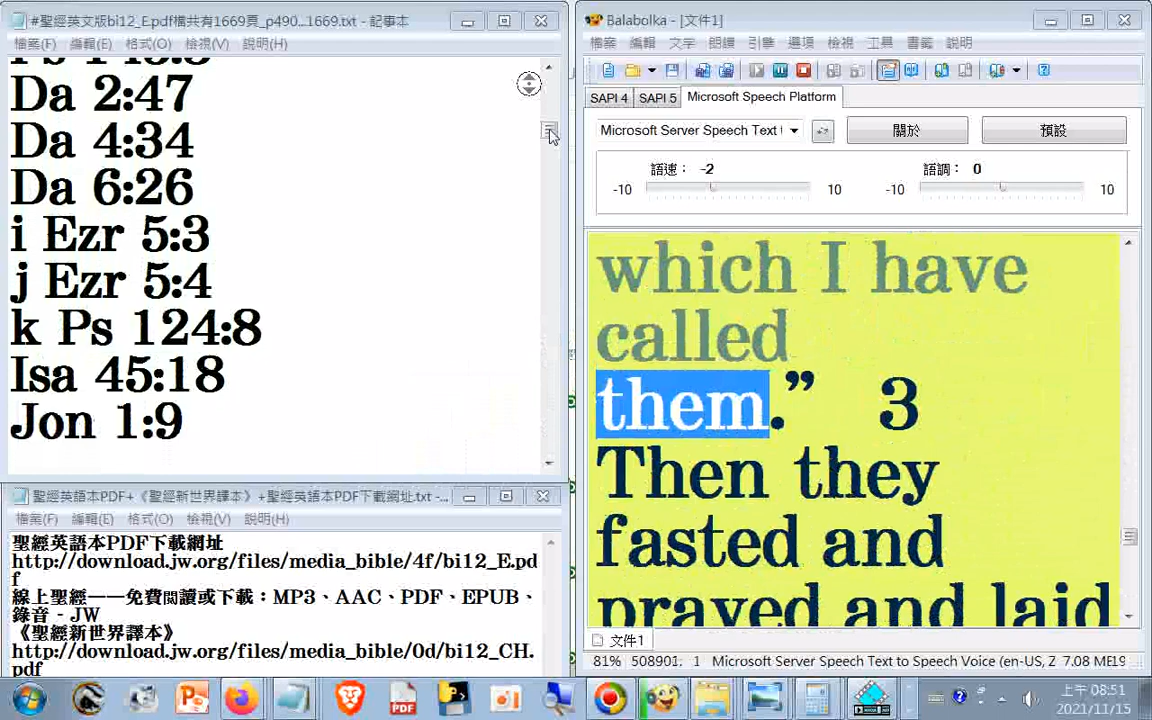 #聖經英文版bi12_E.pdf檔共有1669頁_p490...1669.txt - 記事本
檔案(F) 編輯(E) 格式(O) 檢視(V) 說明(H)
Da 2:47
Da 4:34
Da 6:26
i Ezr 5:3
j Ezr 5:4
k Ps 124:8
Isa 45:18
Jon 1:9
聖經英語本PDF+《聖經新世界譯本》+聖經英語本PDF下載網址.txt - ...
檔案(F) 編輯(E) 格式(O) 檢視(V) 說明(H)
聖經英語本PDF下載網址
http://download.jw.org/files/media_bible/4f/bi12_E.pd
f
線上聖經——免費閱讀或下載：MP3、AAC、PDF、EPUB、
錄音 - JW
《聖經新世界譯本》
http://download.jw.org/files/media_bible/0d/bi12_CH.
pdf
Balabolka - [文件1]
檔案 編輯 文字 朗讀 引擎 選項 檢視 工具 書籤 說明
SAPI 4 SAPI 5 Microsoft Speech Platform
Microsoft Server Speech Text
關於 預設
語速： -2 語調： 0
-10 10 -10 10
which I have
called
them.” 3
Then they
fasted and
prayed and laid
文件1
81% 508901, 1 Microsoft Server Speech Text to Speech Voice (en-US, Z 7.08 ME19
上午 08:51
2021/11/15